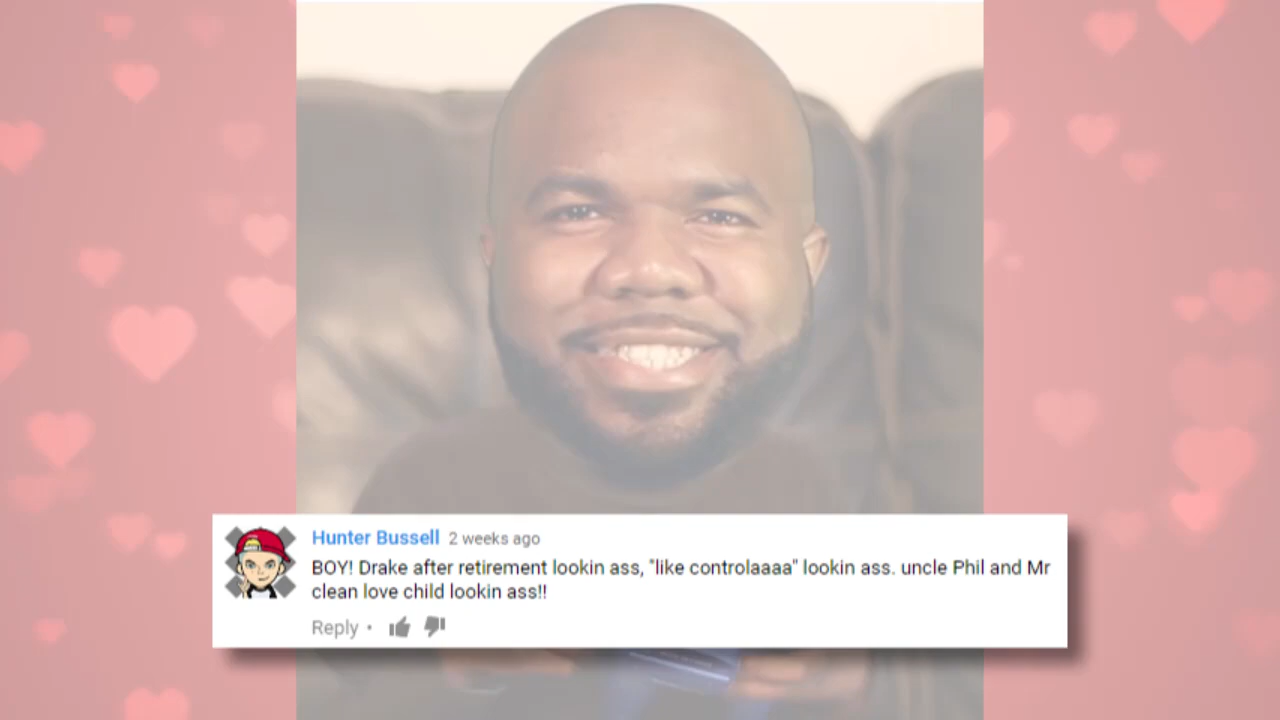 Hunter Bussell 2 weeks ago
BOY! Drake after retirement lookin ass, "like controlaaaa" lookin ass. uncle Phil and Mr
clean love child lookin ass!!
Reply •